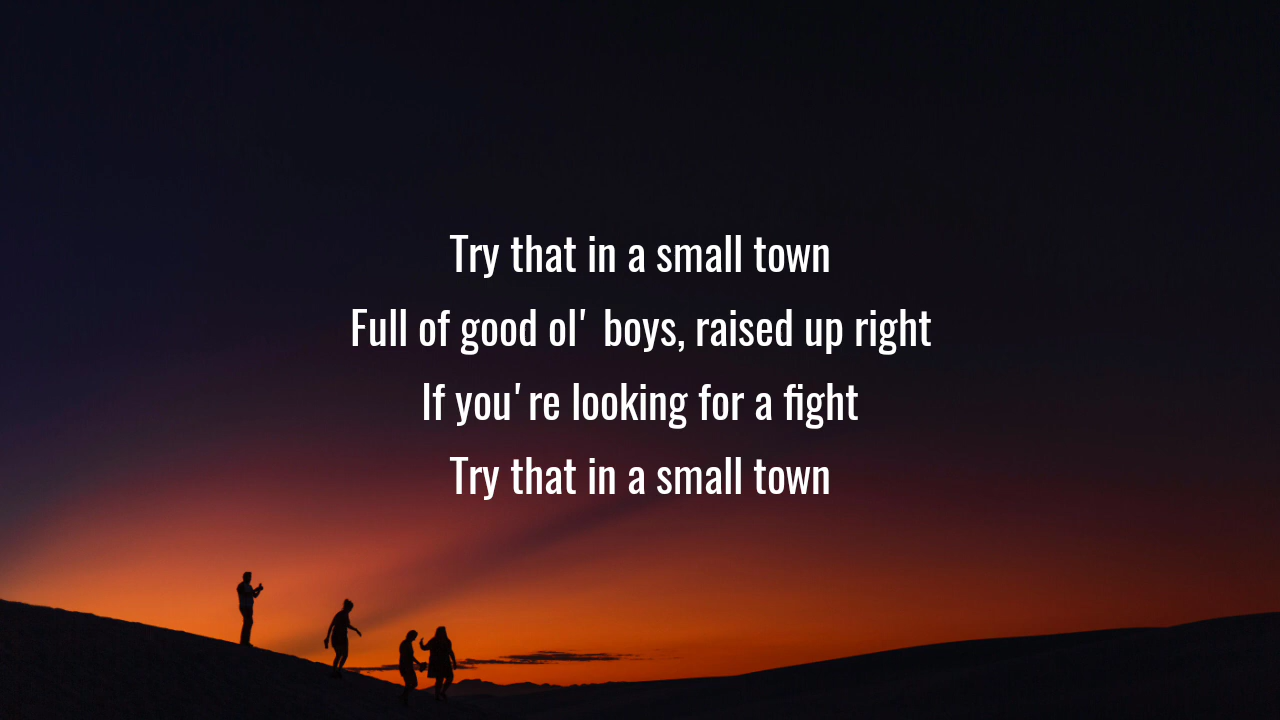 Try that in a small town
Full of good ol' boys, raised up right
If you're looking for a fight
Try that in a small town